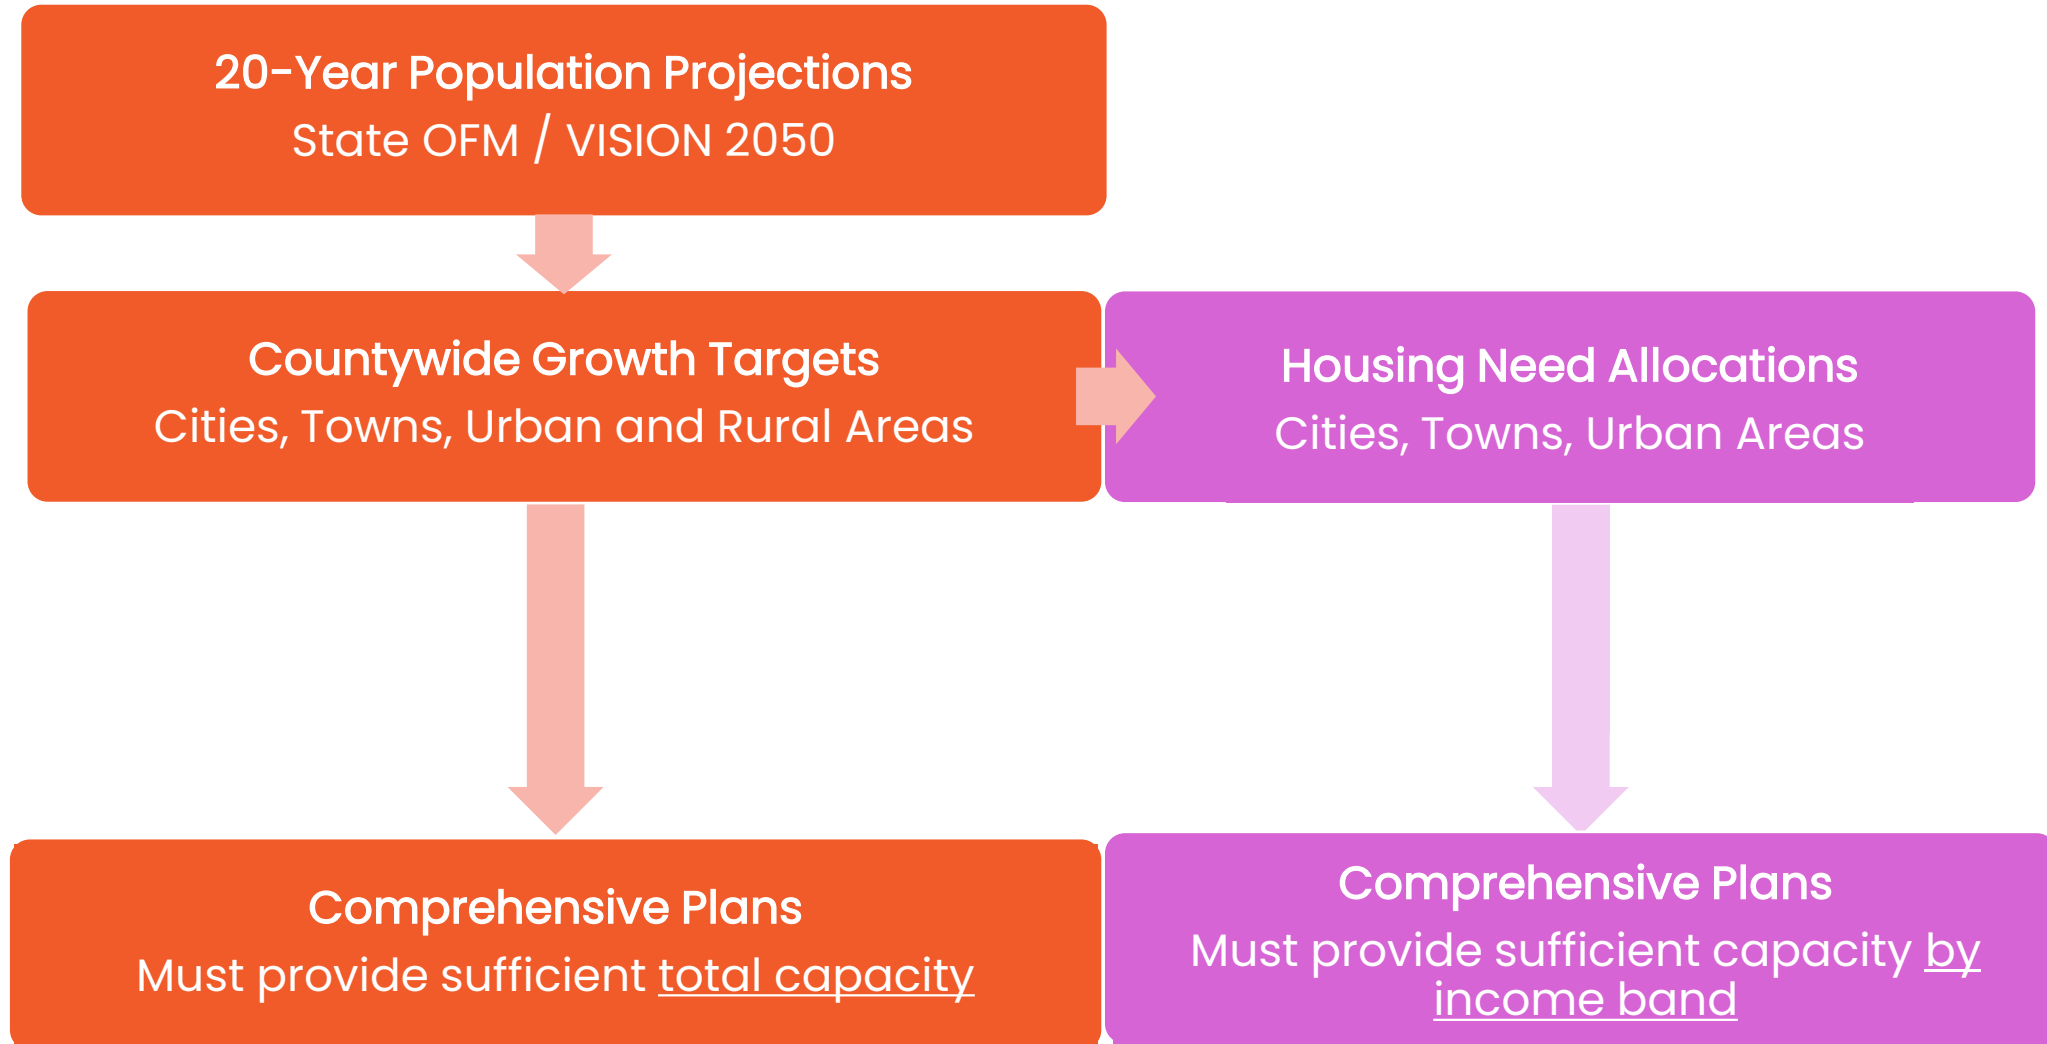 20-Year Population Projections
State OFM / VISION 2050
Countywide Growth Targets
Cities, Towns, Urban and Rural Areas
Housing Need Allocations
Cities, Towns, Urban Areas
Comprehensive Plans
Must provide sufficient total capacity
Comprehensive Plans
Must provide sufficient capacity by
income band